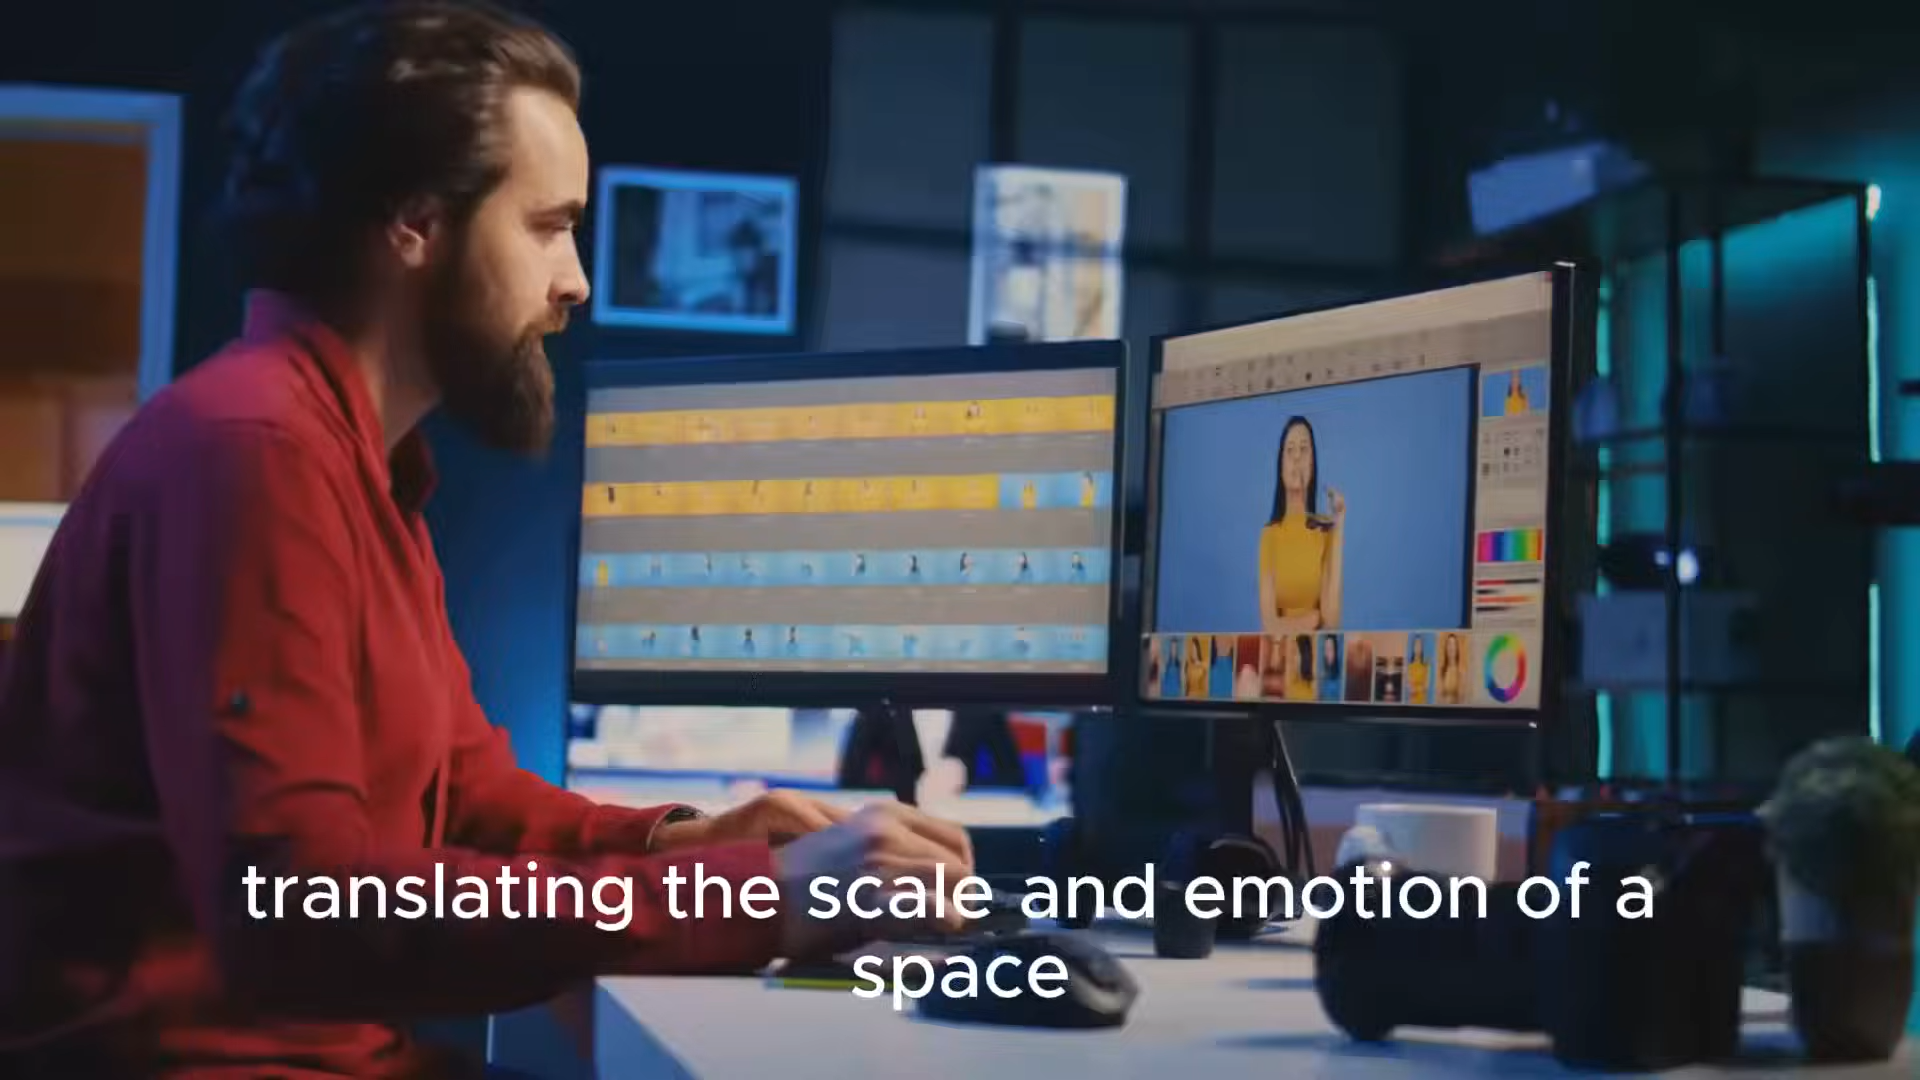 translating the scale and emotion of a
space